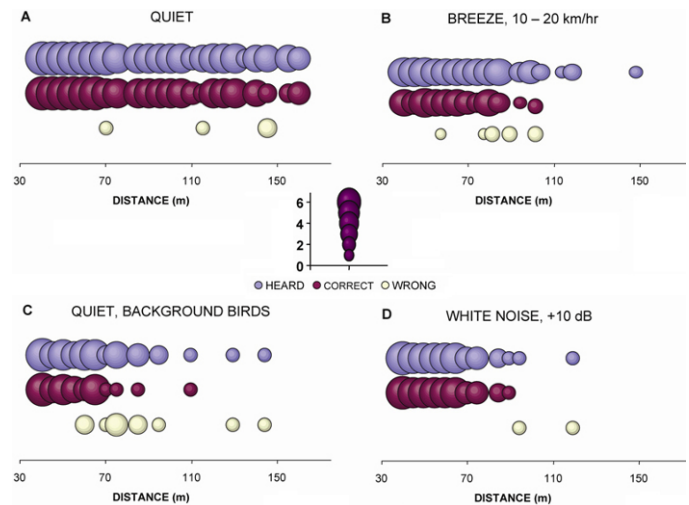 A QUIET
B BREEZE, 10 – 20 km/hr
30 70 110 150
DISTANCE (m)
30 70 110 150
DISTANCE (m)
6
4
2
0
HEARD CORRECT WRONG
C QUIET, BACKGROUND BIRDS
D WHITE NOISE, +10 dB
30 70 110 150
DISTANCE (m)
30 70 110 150
DISTANCE (m)